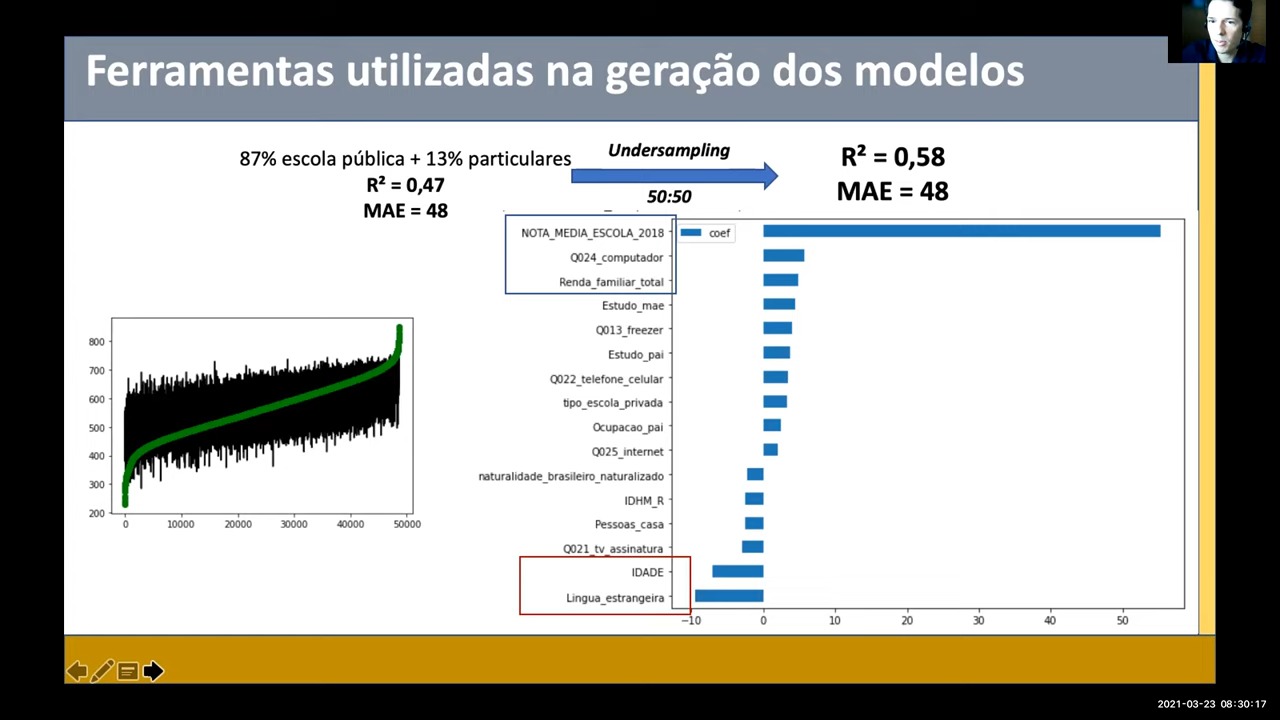 Ferramentas utilizadas na geração dos modelos
87% escola pública + 13% particulares
R² = 0,47
MAE = 48
Undersampling
50:50
R² = 0,58
MAE = 48
coef
NOTA_MEDIA_ESCOLA_2018
Q024_computador
Renda_familiar_total
Estudo_mae
Q013_freezer
Estudo_pai
Q022_telefone_celular
tipo_escola_privada
Ocupacao_pai
Q025_internet
naturalidade_brasileiro_naturalizado
IDHM_R
Pessoas_casa
Q021_tv_assinatura
IDADE
Lingua_estrangeira
−10 0 10 20 30 40 50
800
700
600
500
400
300
200
0 10000 20000 30000 40000 50000
2021-03-23 08:30:17